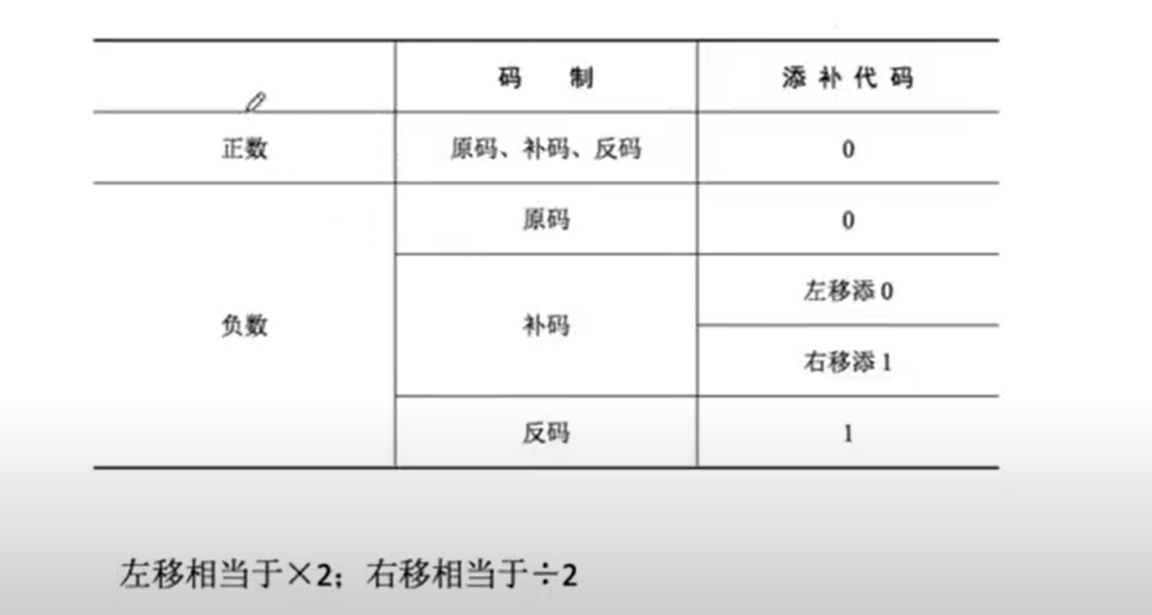 码 制 添补代码
正数 原码、补码、反码 0
原码 0
左移添 0
负数 补码
右移添 1
反码 1
左移相当于×2；右移相当于÷2